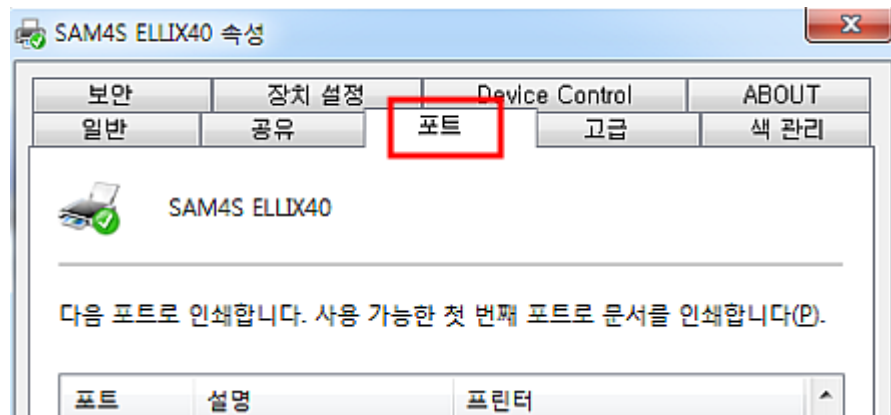 SAM4S ELLIX40 속성
보안 장치 설정 Device Control ABOUT
일반 공유 포트 고급 색 관리
SAM4S ELLIX40
다음 포트로 인쇄합니다. 사용 가능한 첫 번째 포트로 문서를 인쇄합니다(P).
포트 설명 프린터